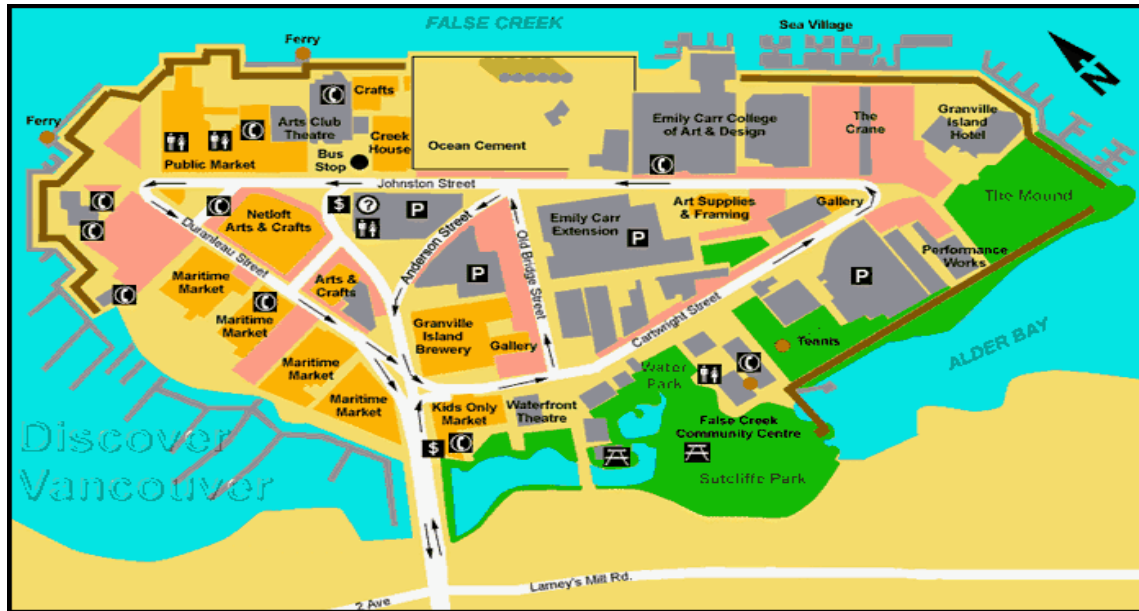 FALSE CREEK
Sea Village
Ferry
N
Ferry
Crafts
Arts Club
Theatre
Creek
House
Bus
Stop
Public Market
Ocean Cement
Emily Carr College
of Art & Design
The
Crane
Granville
Island
Hotel
The Mound
Johnston Street
Netloft
Arts & Crafts
$
?
P
Anderson Street
Old Bridge Street
Emily Carr
Extension
P
Art Supplies
& Framing
Gallery
Performance
Works
P
Duranleau Street
Maritime
Market
Arts &
Crafts
P
Maritime
Market
Granville
Island
Brewery
Gallery
Cartwright Street
Tennis
ALDER BAY
Maritime
Market
Maritime
Market
Water
Park
Kids Only
Market
Waterfront
Theatre
False Creek
Community Centre
$
Sutcliffe Park
Discover
Vancouver
Lamey's Mill Rd.
2 Ave